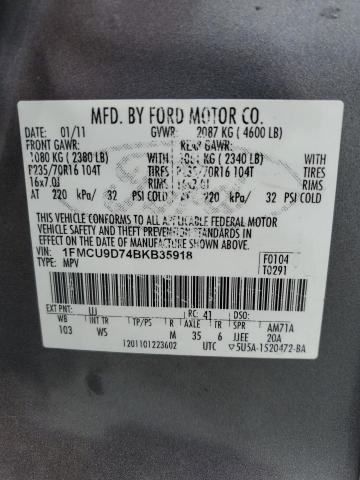 MFD. BY FORD MOTOR CO.
DATE: 01/11 GVWR: 2087 KG ( 4600 LB)
FRONT GAWR: REAR GAWR:
1080 KG ( 2380 LB) KG ( 2340 LB)
P235/70R16 104T TIRES P235/70R16 104T TIRES
16x7.0J RIMS 16x7.0J RIMS
AT 220 kPa/ 32 PSI COLD AT 220 kPa/ 32 PSI COLD
THIS VEHICLE CONFORMS TO ALL APPLICABLE FEDERAL MOTOR
VEHICLE SAFETY AND BUMPER STANDARDS IN EFFECT ON THE DATE OF MANUFACTURE SHOWN ABOVE.
VIN: 1FMCU9D74BKB35918 F0104
TYPE: MPV T0291
EXT PNT: UJ RC: 41 DSO:
WB INT TR TP/PS R AXLE TR SPR AM71A
103 WS M 35 6 JJEE 20A
1201101223602 UTC ▽5U5A-1520472-BA